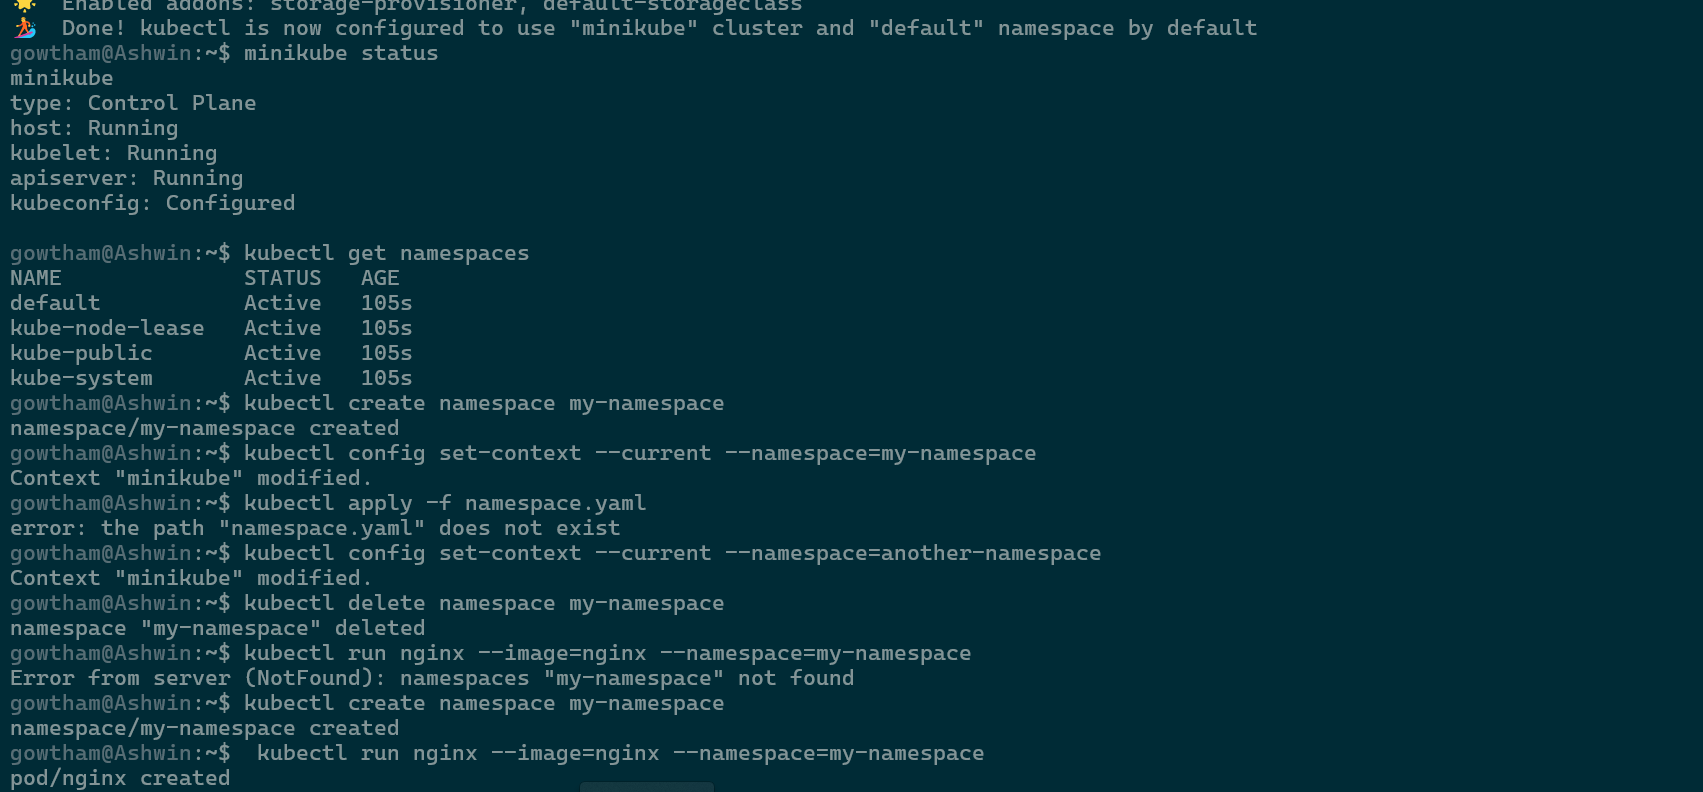 Enabled addons: storage-provisioner, default-storageclass
Done! kubectl is now configured to use "minikube" cluster and "default" namespace by default
gowtham@Ashwin:~$ minikube status
minikube
type: Control Plane
host: Running
kubelet: Running
apiserver: Running
kubeconfig: Configured
gowtham@Ashwin:~$ kubectl get namespaces
NAME              STATUS   AGE
default           Active   105s
kube-node-lease   Active   105s
kube-public       Active   105s
kube-system       Active   105s
gowtham@Ashwin:~$ kubectl create namespace my-namespace
namespace/my-namespace created
gowtham@Ashwin:~$ kubectl config set-context --current --namespace=my-namespace
Context "minikube" modified.
gowtham@Ashwin:~$ kubectl apply -f namespace.yaml
error: the path "namespace.yaml" does not exist
gowtham@Ashwin:~$ kubectl config set-context --current --namespace=another-namespace
Context "minikube" modified.
gowtham@Ashwin:~$ kubectl delete namespace my-namespace
namespace "my-namespace" deleted
gowtham@Ashwin:~$ kubectl run nginx --image=nginx --namespace=my-namespace
Error from server (NotFound): namespaces "my-namespace" not found
gowtham@Ashwin:~$ kubectl create namespace my-namespace
namespace/my-namespace created
gowtham@Ashwin:~$  kubectl run nginx --image=nginx --namespace=my-namespace
pod/nginx created